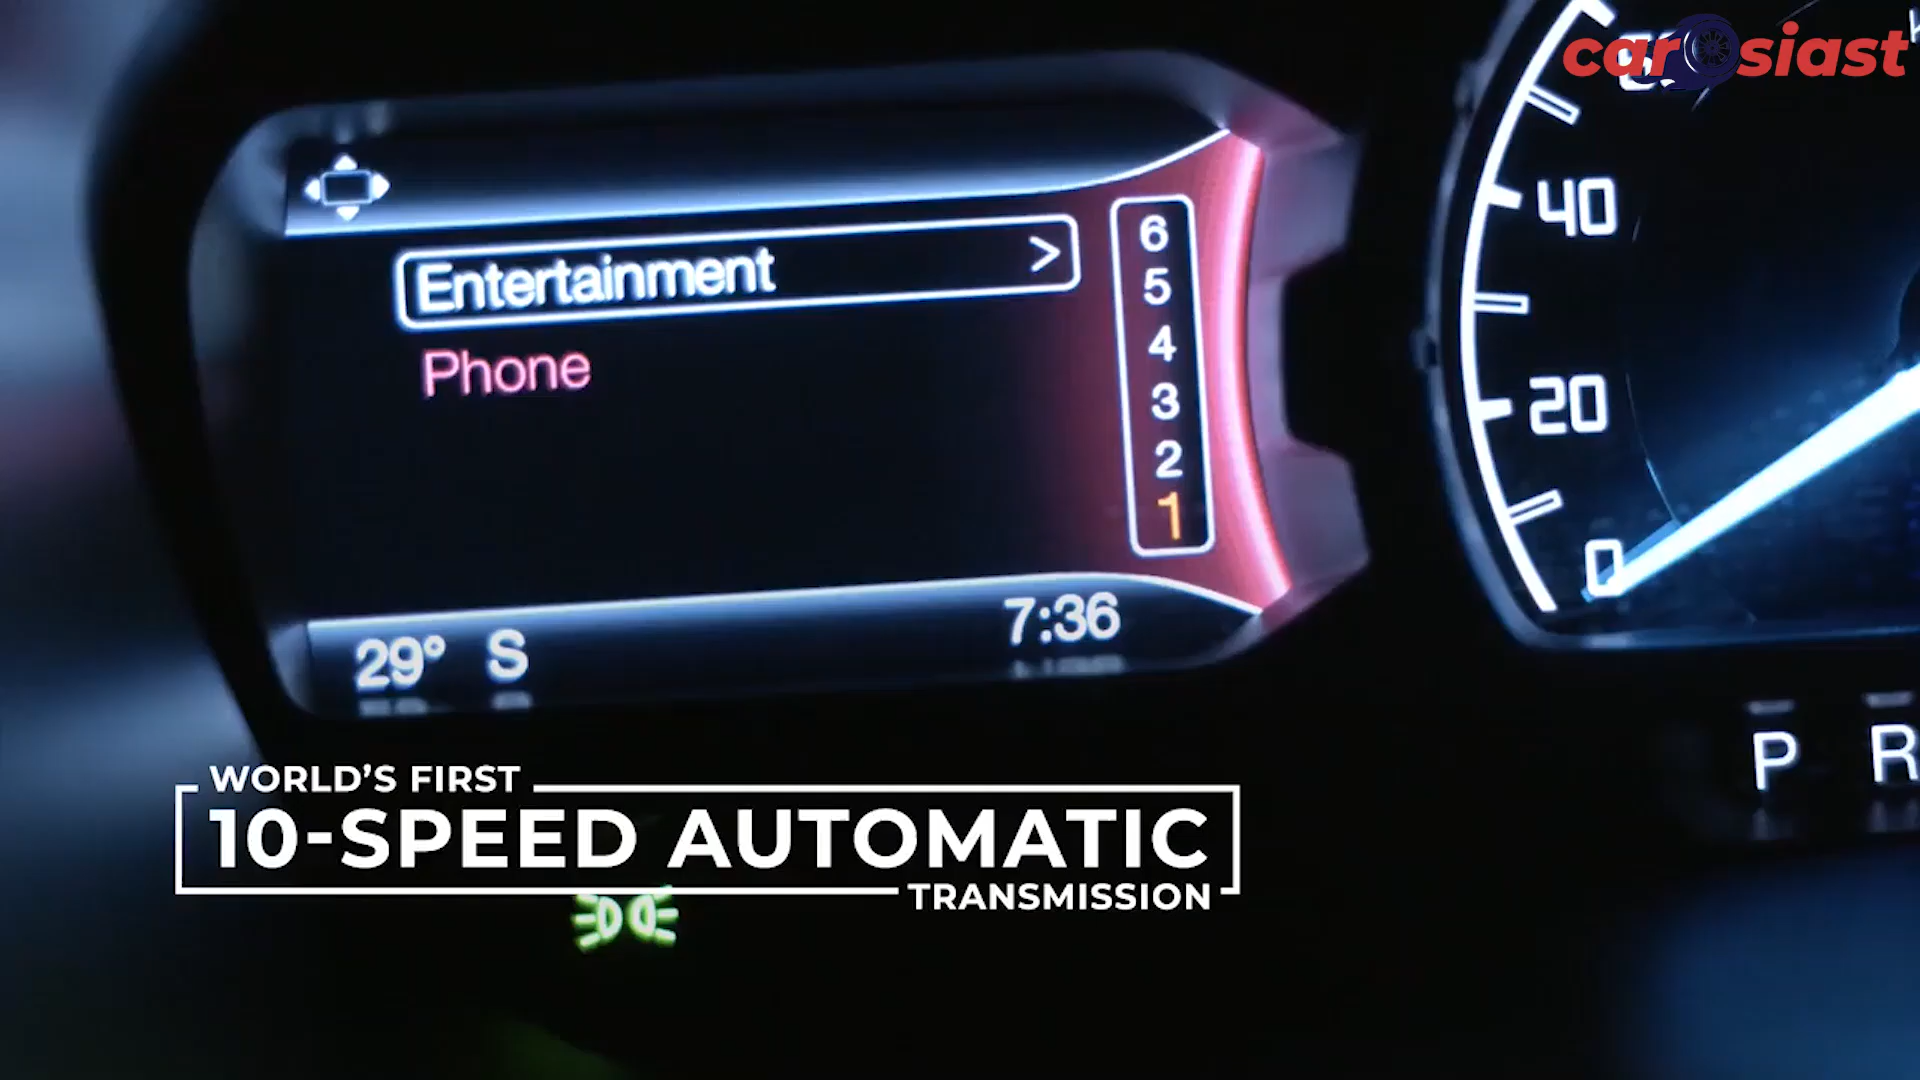 carosiast
Entertainment >
Phone
6
5
4
3
2
1
29° S
7:36
40
20
0
P R
WORLD'S FIRST
10-SPEED AUTOMATIC
TRANSMISSION